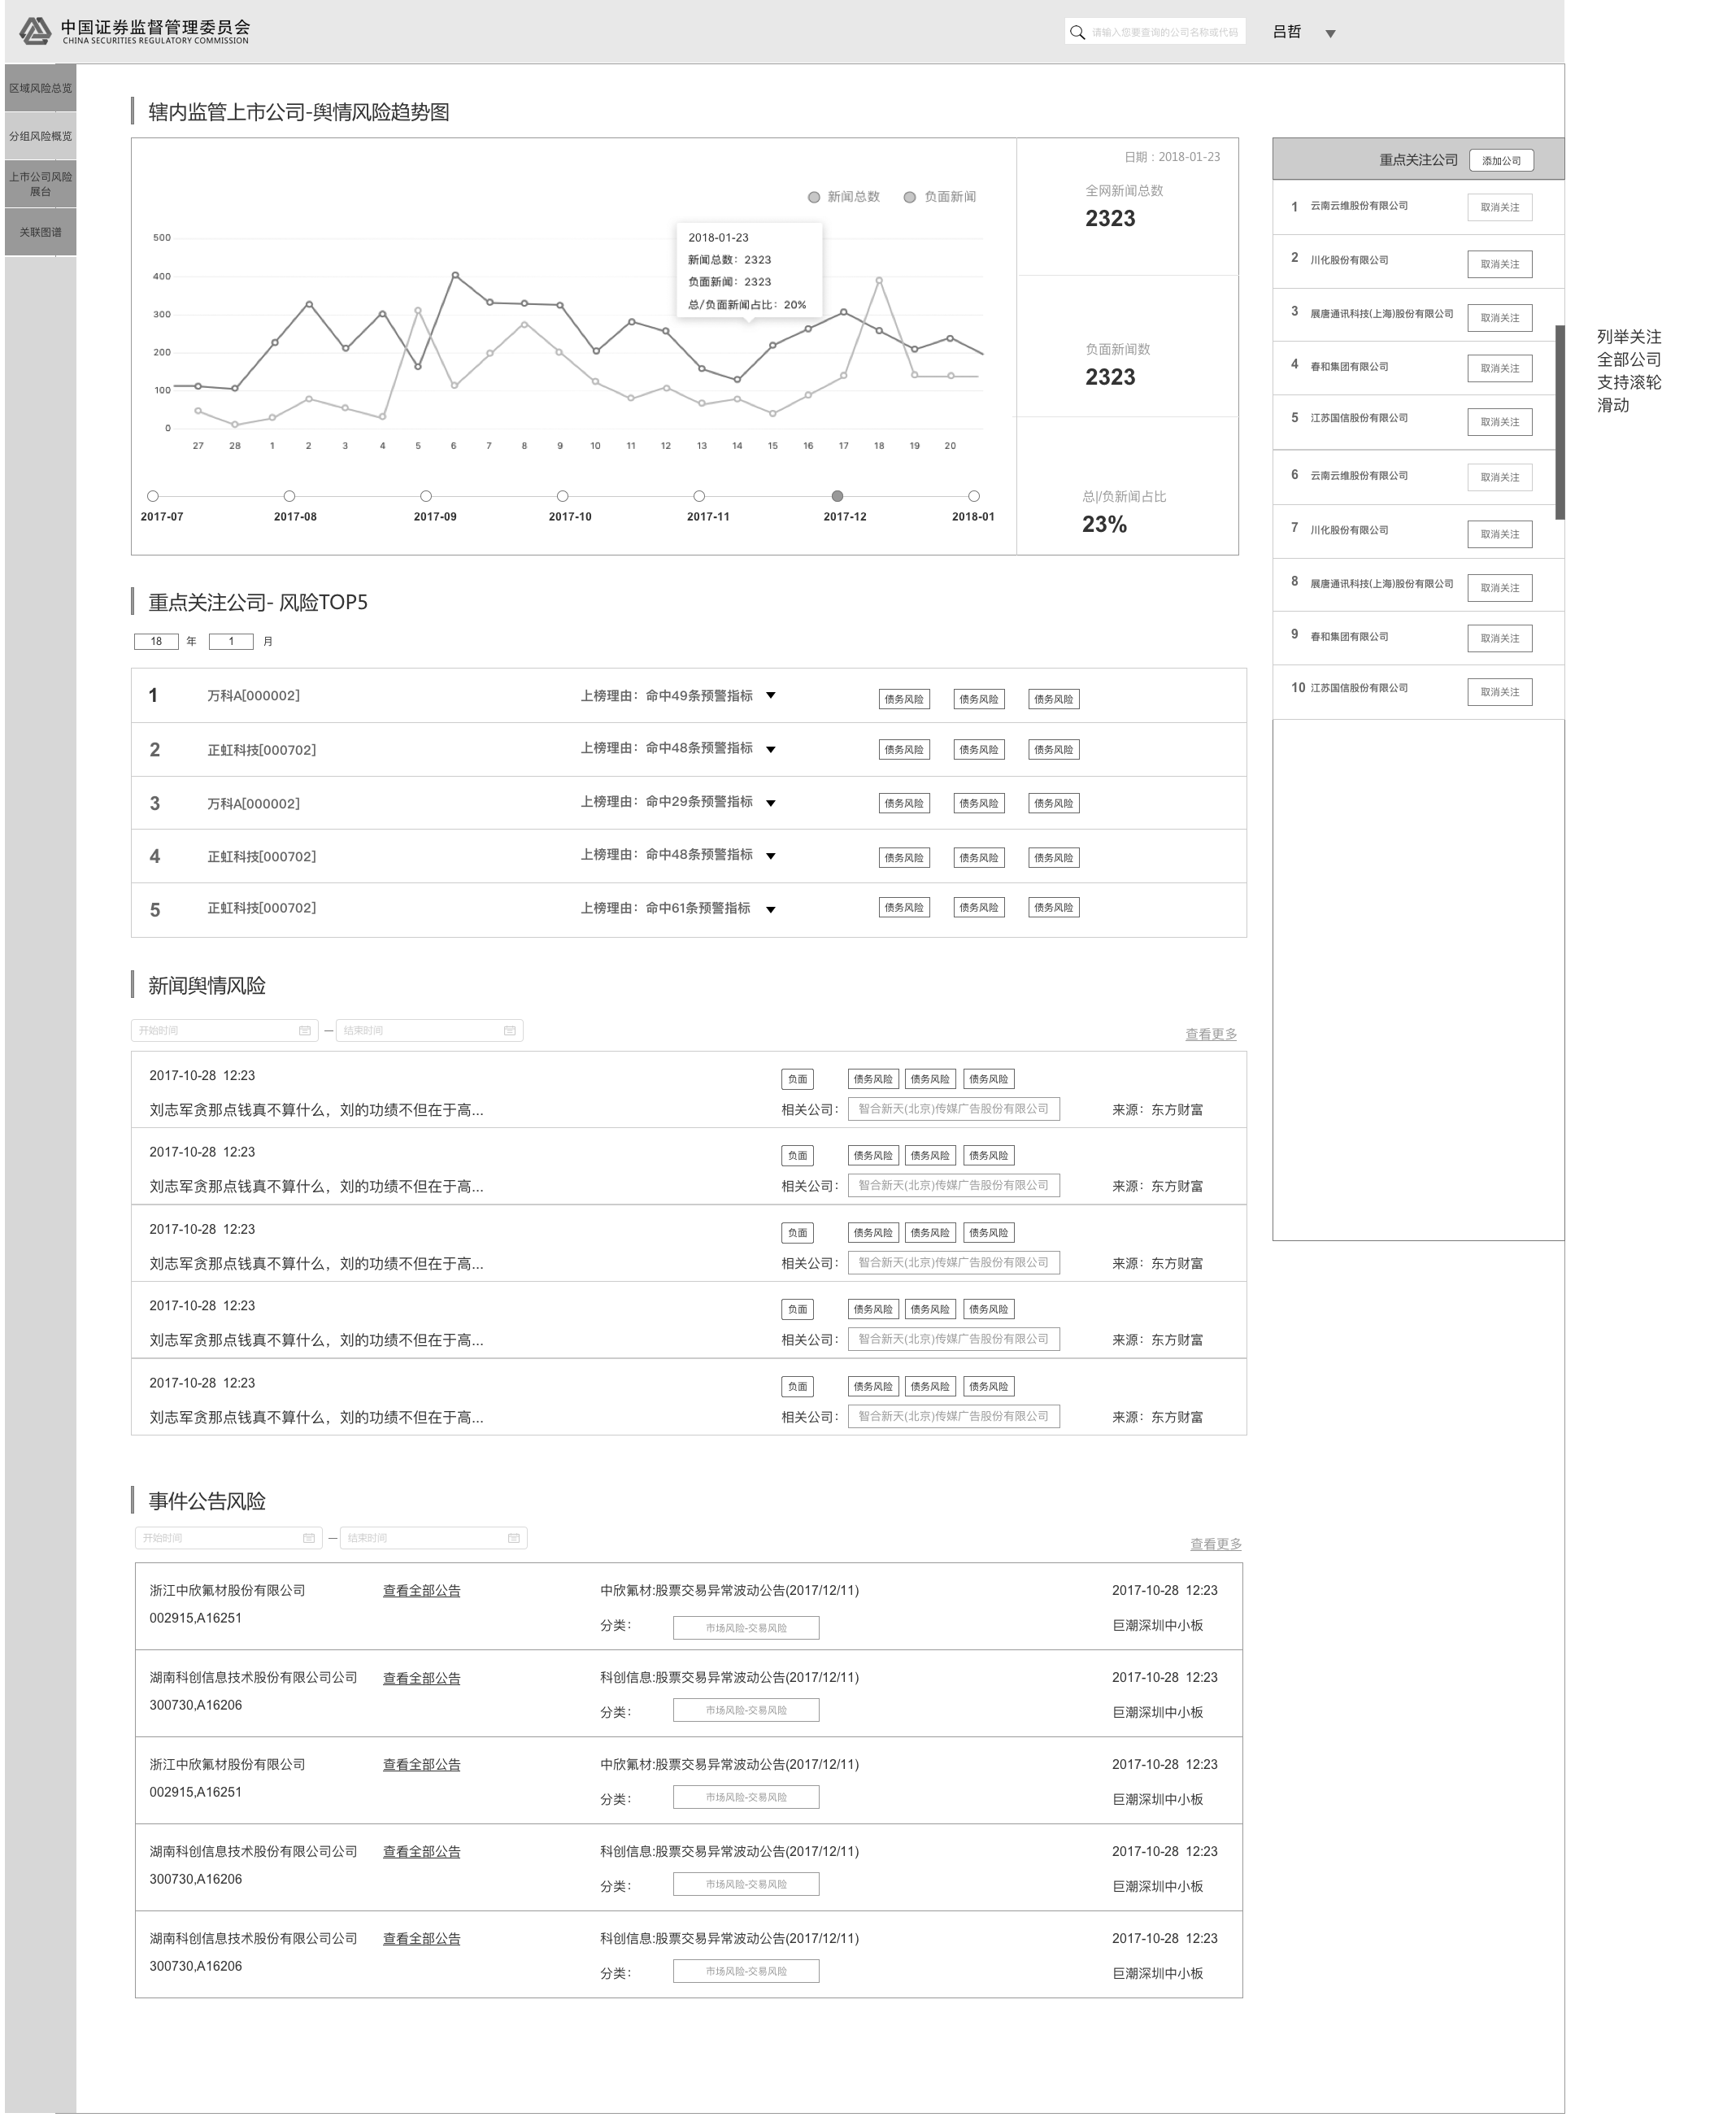 中国证券监督管理委员会
CHINA SECURITIES REGULATORY COMMISSION
请输入您要查询的公司名称或代码
吕哲
区域风险总览
分组风险概览
上市公司风险
展台
关联图谱
辖内监管上市公司-舆情风险趋势图
新闻总数 负面新闻
2018-01-23
新闻总数：2323
负面新闻：2323
总/负面新闻占比：20%
500
400
300
200
100
0
27 28 1 2 3 4 5 6 7 8 9 10 11 12 13 14 15 16 17 18 19 20
2017-07 2017-08 2017-09 2017-10 2017-11 2017-12 2018-01
日期：2018-01-23
全网新闻总数
2323
负面新闻数
2323
总|/负新闻占比
23%
重点关注公司 添加公司
1 云南云维股份有限公司 取消关注
2 川化股份有限公司 取消关注
3 展唐通讯科技(上海)股份有限公司 取消关注
4 春和集团有限公司 取消关注
5 江苏国信股份有限公司 取消关注
6 云南云维股份有限公司 取消关注
7 川化股份有限公司 取消关注
8 展唐通讯科技(上海)股份有限公司 取消关注
9 春和集团有限公司 取消关注
10 江苏国信股份有限公司 取消关注
列举关注
全部公司
支持滚轮
滑动
重点关注公司- 风险TOP5
18 年 1 月
1 万科A[000002] 上榜理由：命中49条预警指标 债务风险 债务风险 债务风险
2 正虹科技[000702] 上榜理由：命中48条预警指标 债务风险 债务风险 债务风险
3 万科A[000002] 上榜理由：命中29条预警指标 债务风险 债务风险 债务风险
4 正虹科技[000702] 上榜理由：命中48条预警指标 债务风险 债务风险 债务风险
5 正虹科技[000702] 上榜理由：命中61条预警指标 债务风险 债务风险 债务风险
新闻舆情风险
开始时间 — 结束时间
查看更多
2017-10-28 12:23 负面 债务风险 债务风险 债务风险
刘志军贪那点钱真不算什么，刘的功绩不但在于高... 相关公司： 智合新天(北京)传媒广告股份有限公司 来源：东方财富
2017-10-28 12:23 负面 债务风险 债务风险 债务风险
刘志军贪那点钱真不算什么，刘的功绩不但在于高... 相关公司： 智合新天(北京)传媒广告股份有限公司 来源：东方财富
2017-10-28 12:23 负面 债务风险 债务风险 债务风险
刘志军贪那点钱真不算什么，刘的功绩不但在于高... 相关公司： 智合新天(北京)传媒广告股份有限公司 来源：东方财富
2017-10-28 12:23 负面 债务风险 债务风险 债务风险
刘志军贪那点钱真不算什么，刘的功绩不但在于高... 相关公司： 智合新天(北京)传媒广告股份有限公司 来源：东方财富
2017-10-28 12:23 负面 债务风险 债务风险 债务风险
刘志军贪那点钱真不算什么，刘的功绩不但在于高... 相关公司： 智合新天(北京)传媒广告股份有限公司 来源：东方财富
事件公告风险
开始时间 — 结束时间
查看更多
浙江中欣氟材股份有限公司 查看全部公告 中欣氟材:股票交易异常波动公告(2017/12/11) 2017-10-28 12:23
002915,A16251 分类： 市场风险-交易风险 巨潮深圳中小板
湖南科创信息技术股份有限公司公司 查看全部公告 科创信息:股票交易异常波动公告(2017/12/11) 2017-10-28 12:23
300730,A16206 分类： 市场风险-交易风险 巨潮深圳中小板
浙江中欣氟材股份有限公司 查看全部公告 中欣氟材:股票交易异常波动公告(2017/12/11) 2017-10-28 12:23
002915,A16251 分类： 市场风险-交易风险 巨潮深圳中小板
湖南科创信息技术股份有限公司公司 查看全部公告 科创信息:股票交易异常波动公告(2017/12/11) 2017-10-28 12:23
300730,A16206 分类： 市场风险-交易风险 巨潮深圳中小板
湖南科创信息技术股份有限公司公司 查看全部公告 科创信息:股票交易异常波动公告(2017/12/11) 2017-10-28 12:23
300730,A16206 分类： 市场风险-交易风险 巨潮深圳中小板